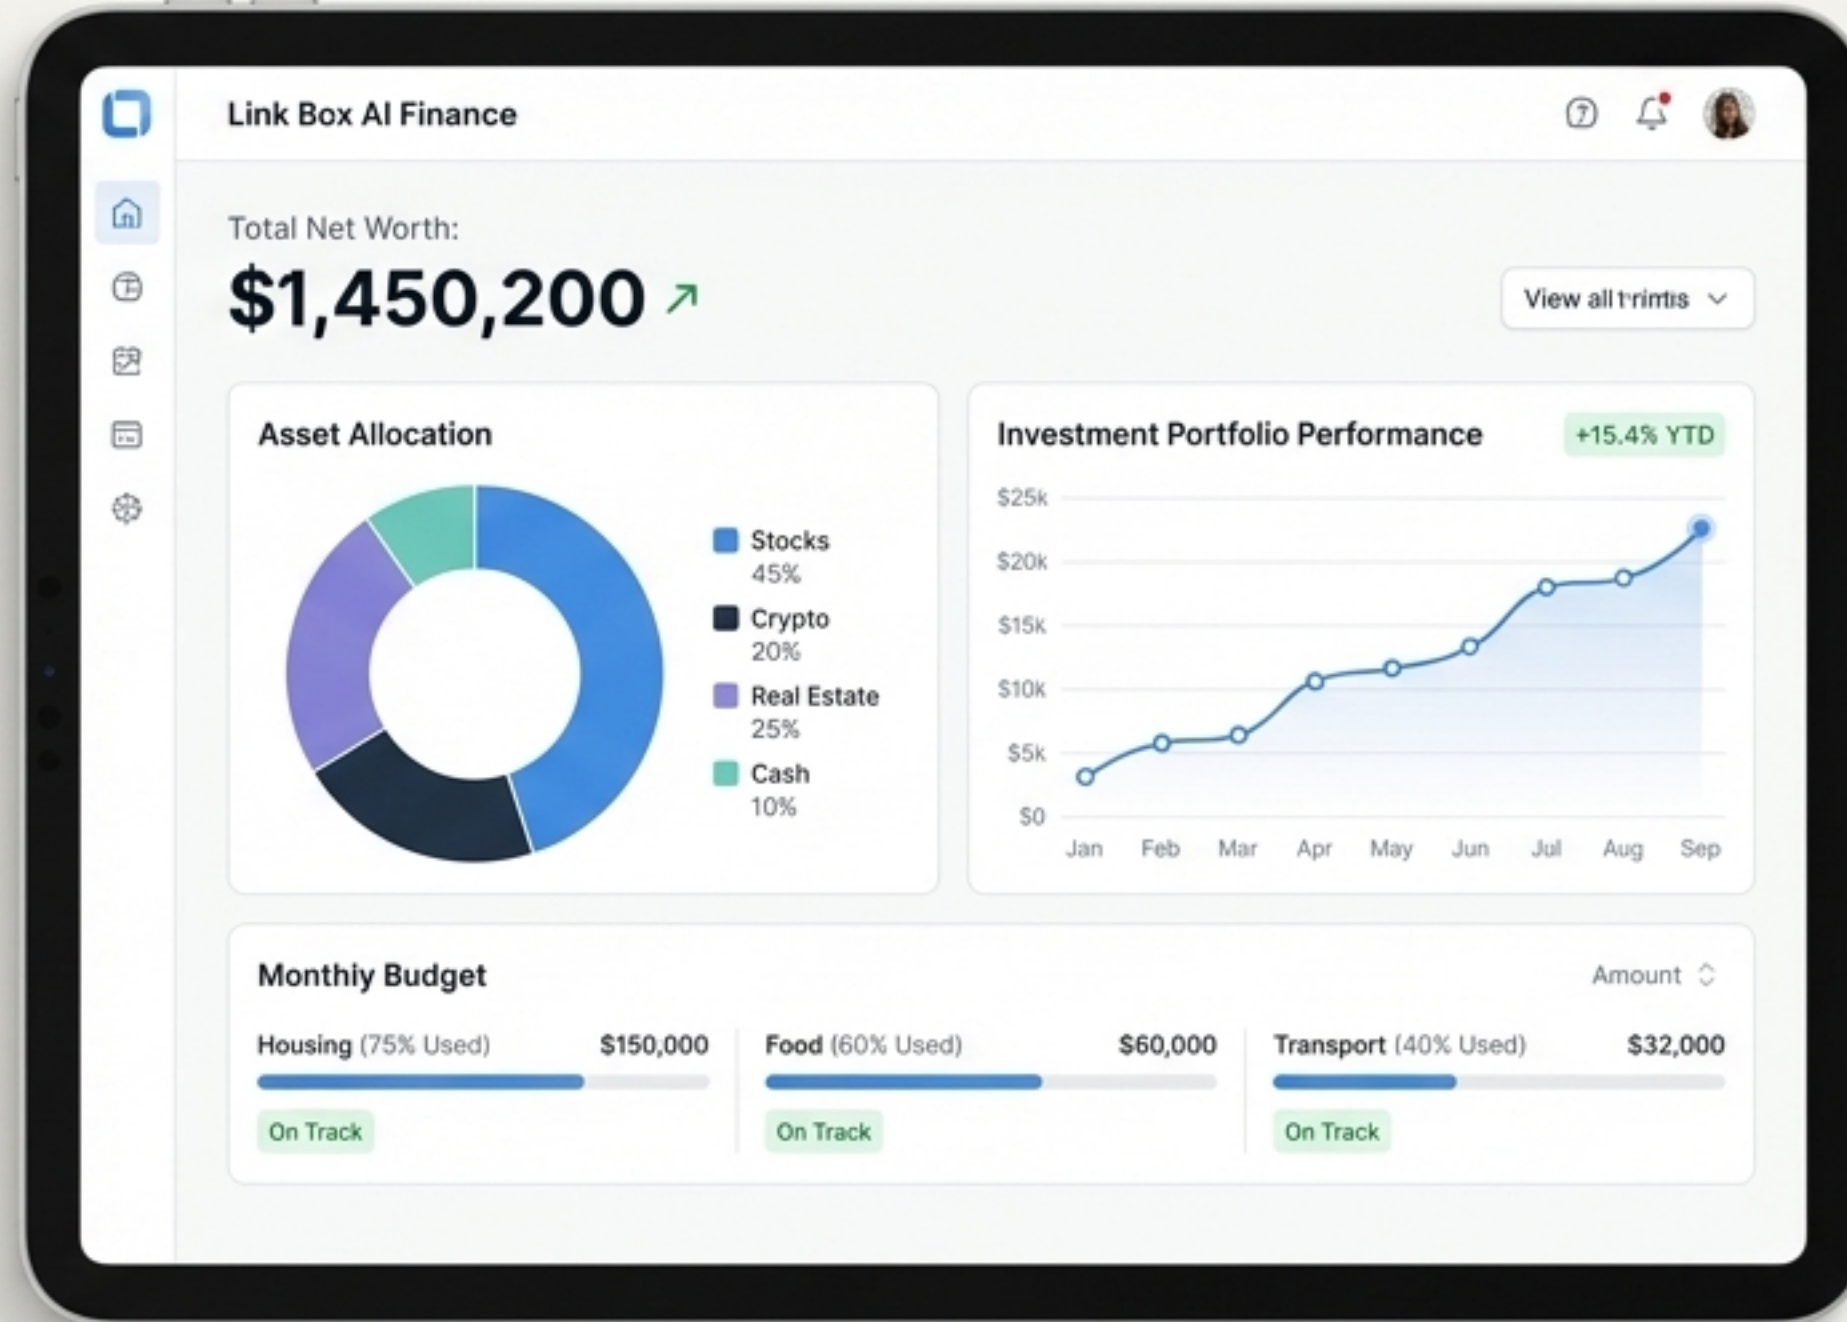 Link Box AI Finance
Total Net Worth:
$1,450,200
View all
Asset Allocation
Stocks
45%
Crypto
20%
Real Estate
25%
Cash
10%
Investment Portfolio Performance
+15.4% YTD
$25k
$20k
$15k
$10k
$5k
$0
Jan Feb Mar Apr May Jun Jul Aug Sep
Monthiy Budget
Amount
Housing (75% Used) $150,000
Food (60% Used) $60,000
Transport (40% Used) $32,000
On Track
On Track
On Track